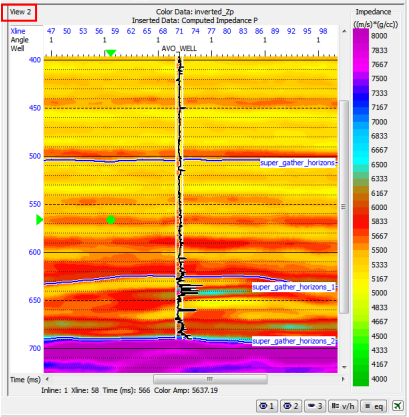 View 2
Color Data: inverted_Zp
Inserted Data: Computed Impedance P
Impedance
((m/s)*(g/cc))
Xline 47 50 53 56 59 62 65 68 71 74 77 80 83 86 89 92 95 98
Angle 1 1 1 1
Well AVO_WELL
400
450
500
550
600
650
700
super_gather_horizons
super_gather_horizons_1
super_gather_horizons_2
8000
7833
7667
7500
7333
7167
7000
6833
6667
6500
6333
6167
6000
5833
5667
5500
5333
5167
5000
4833
4667
4500
4333
4167
4000
Time (ms)
Inline: 1 Xline: 58 Time (ms): 566 Color Amp: 5637.19
1 2 3 v/h eq